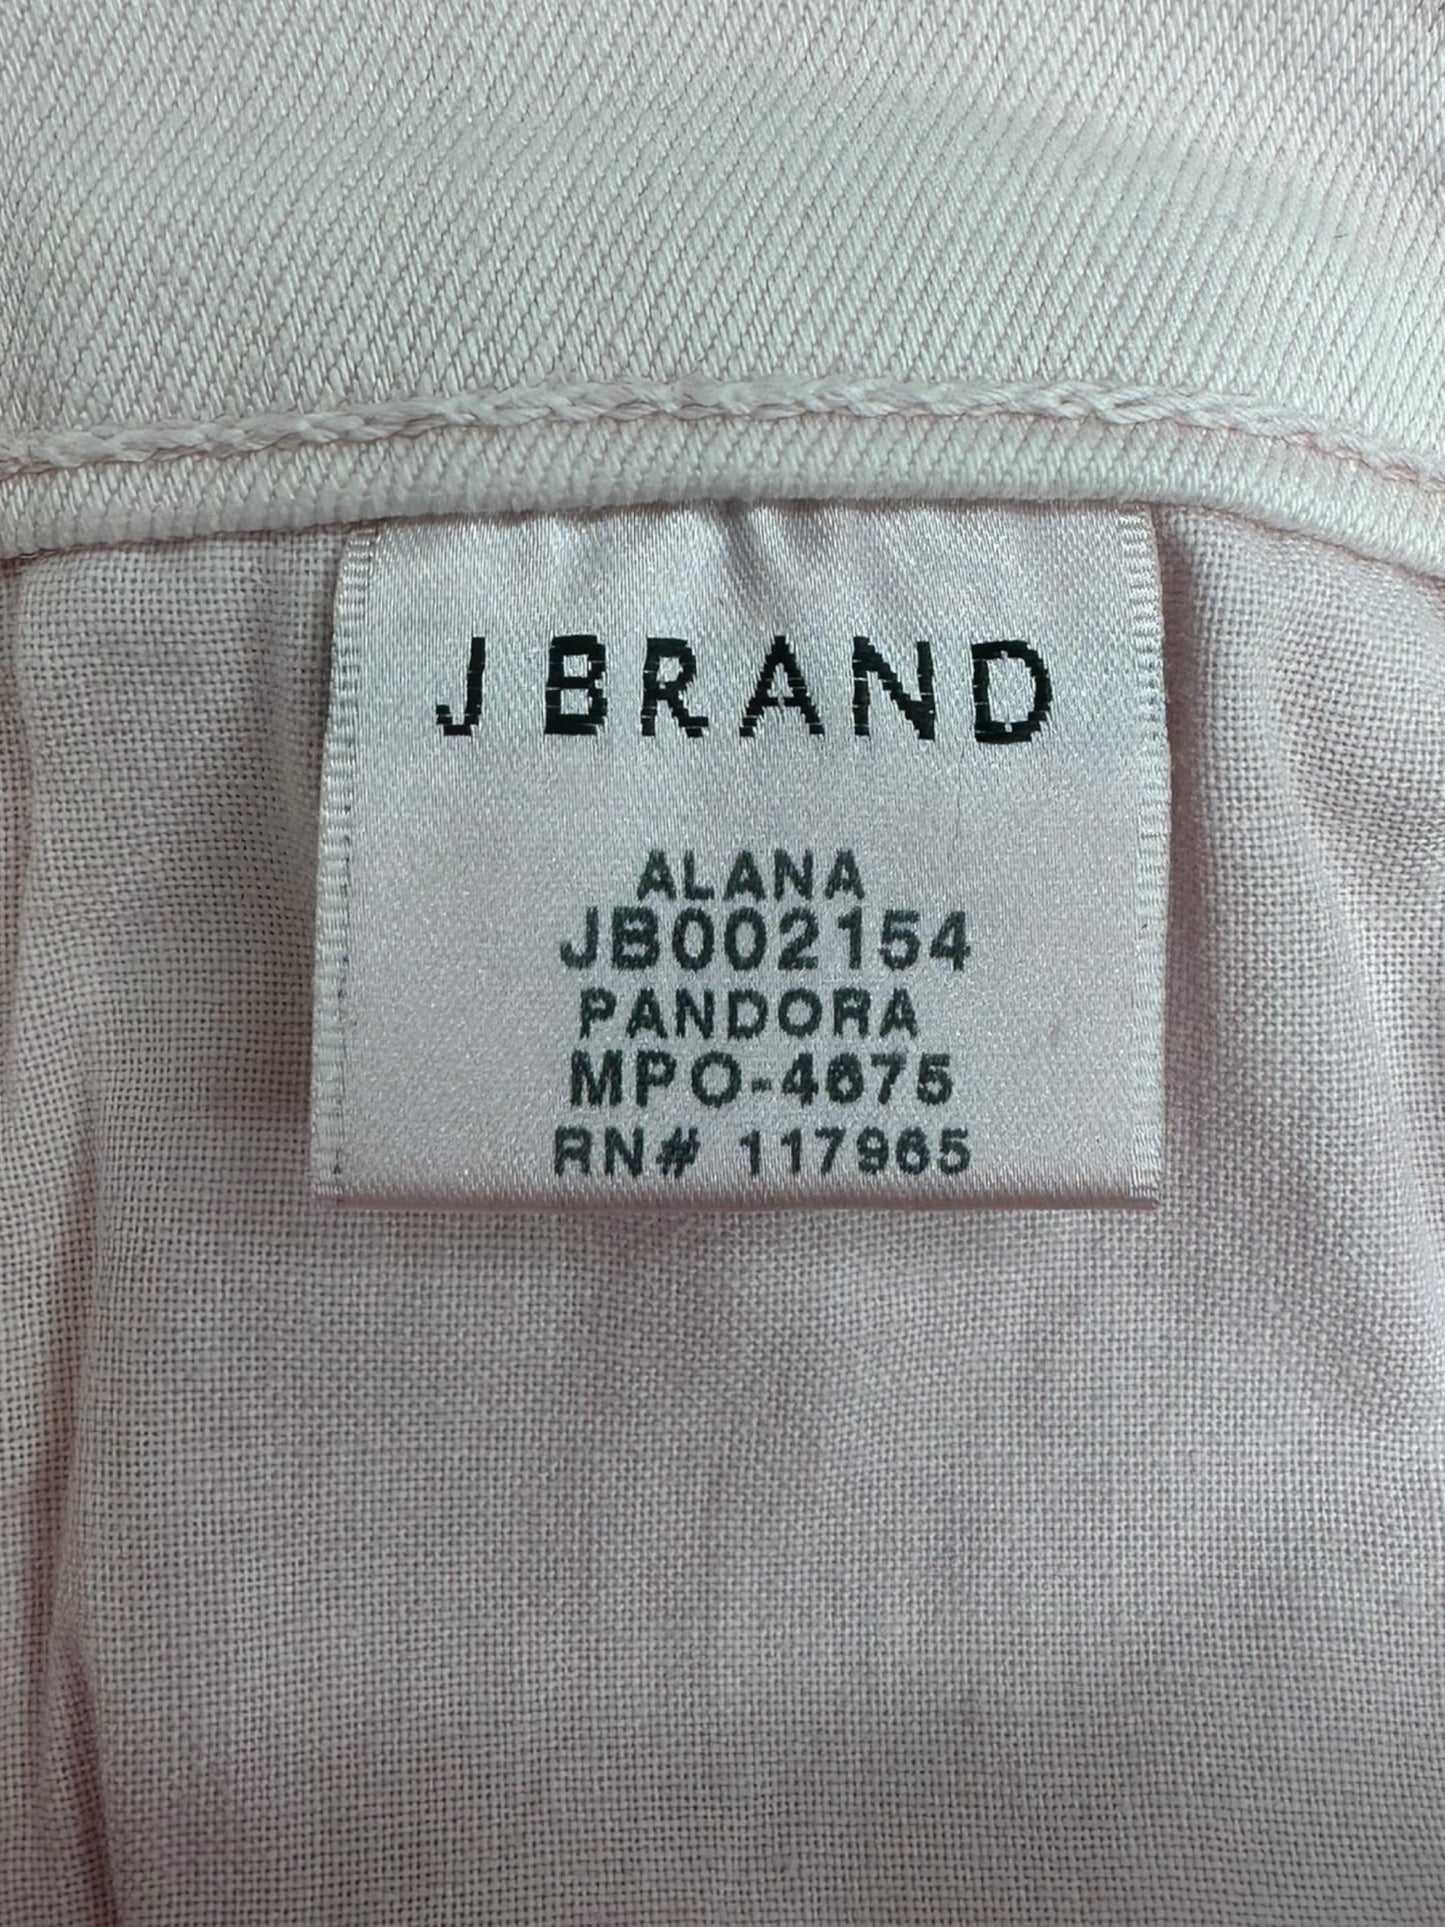 J BRAND
ALANA
JB002154
PANDORA
MPO-4675
RN# 117965